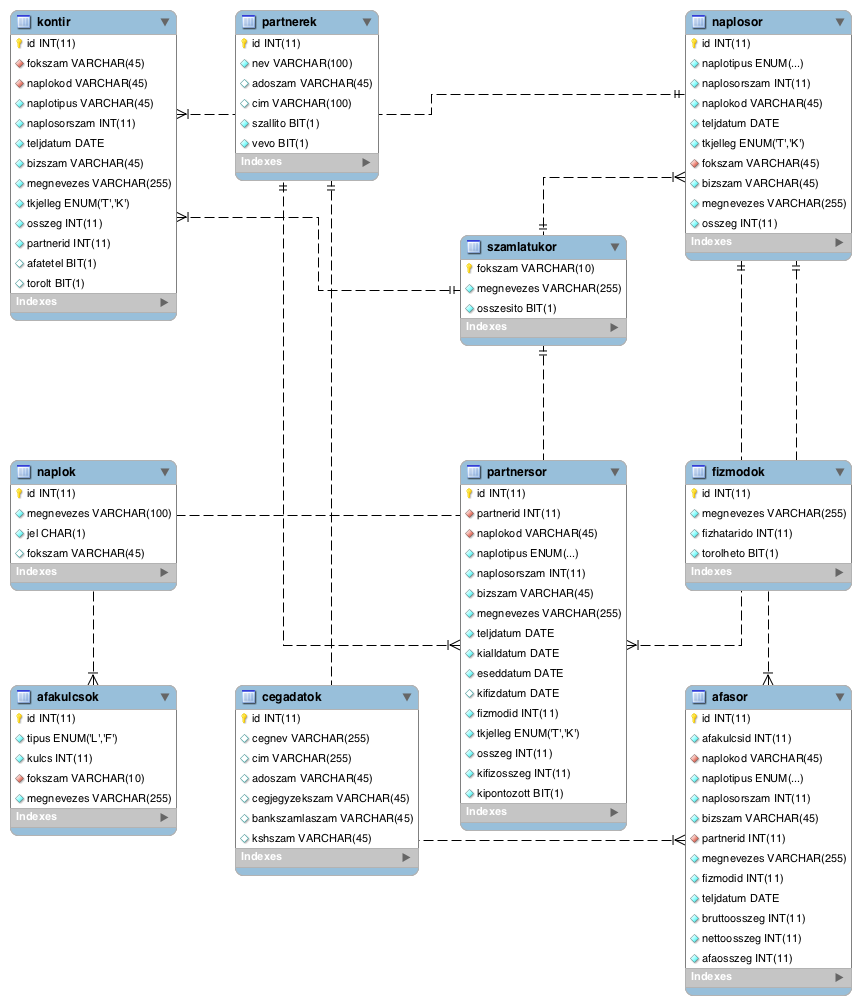 kontir
id INT(11)
fokszam VARCHAR(45)
naplokod VARCHAR(45)
naplotipus VARCHAR(45)
naplosorszam INT(11)
teljdatum DATE
bizszam VARCHAR(45)
megnevezes VARCHAR(255)
tkjelleg ENUM('T','K')
osszeg INT(11)
partnerid INT(11)
afatetel BIT(1)
torolt BIT(1)
Indexes
partnerek
id INT(11)
nev VARCHAR(100)
adoszam VARCHAR(45)
cim VARCHAR(100)
szallito BIT(1)
vevo BIT(1)
Indexes
naplosor
id INT(11)
naplotipus ENUM(...)
naplosorszam INT(11)
naplokod VARCHAR(45)
teljdatum DATE
tkjelleg ENUM('T','K')
fokszam VARCHAR(45)
bizszam VARCHAR(45)
megnevezes VARCHAR(255)
osszeg INT(11)
Indexes
szamlatukor
fokszam VARCHAR(10)
megnevezes VARCHAR(255)
osszesito BIT(1)
Indexes
naplok
id INT(11)
megnevezes VARCHAR(100)
jel CHAR(1)
fokszam VARCHAR(45)
Indexes
partnersor
id INT(11)
partnerid INT(11)
naplokod VARCHAR(45)
naplotipus ENUM(...)
naplosorszam INT(11)
bizszam VARCHAR(45)
megnevezes VARCHAR(255)
teljdatum DATE
kialldatum DATE
eseddatum DATE
kifizdatum DATE
fizmodid INT(11)
tkjelleg ENUM('T','K')
osszeg INT(11)
kifizosszeg INT(11)
kipontozott BIT(1)
Indexes
fizmodok
id INT(11)
megnevezes VARCHAR(255)
fizhatarido INT(11)
torolheto BIT(1)
Indexes
afakulcsok
id INT(11)
tipus ENUM('L','F')
kulcs INT(11)
fokszam VARCHAR(10)
megnevezes VARCHAR(255)
Indexes
cegadatok
id INT(11)
cegnev VARCHAR(255)
cim VARCHAR(255)
adoszam VARCHAR(45)
cegjegyzekszam VARCHAR(45)
bankszamlaszam VARCHAR(45)
kshszam VARCHAR(45)
Indexes
afasor
id INT(11)
afakulcsid INT(11)
naplokod VARCHAR(45)
naplotipus ENUM(...)
naplosorszam INT(11)
bizszam VARCHAR(45)
partnerid INT(11)
megnevezes VARCHAR(255)
fizmodid INT(11)
teljdatum DATE
bruttoosszeg INT(11)
nettoosszeg INT(11)
afaosszeg INT(11)
Indexes